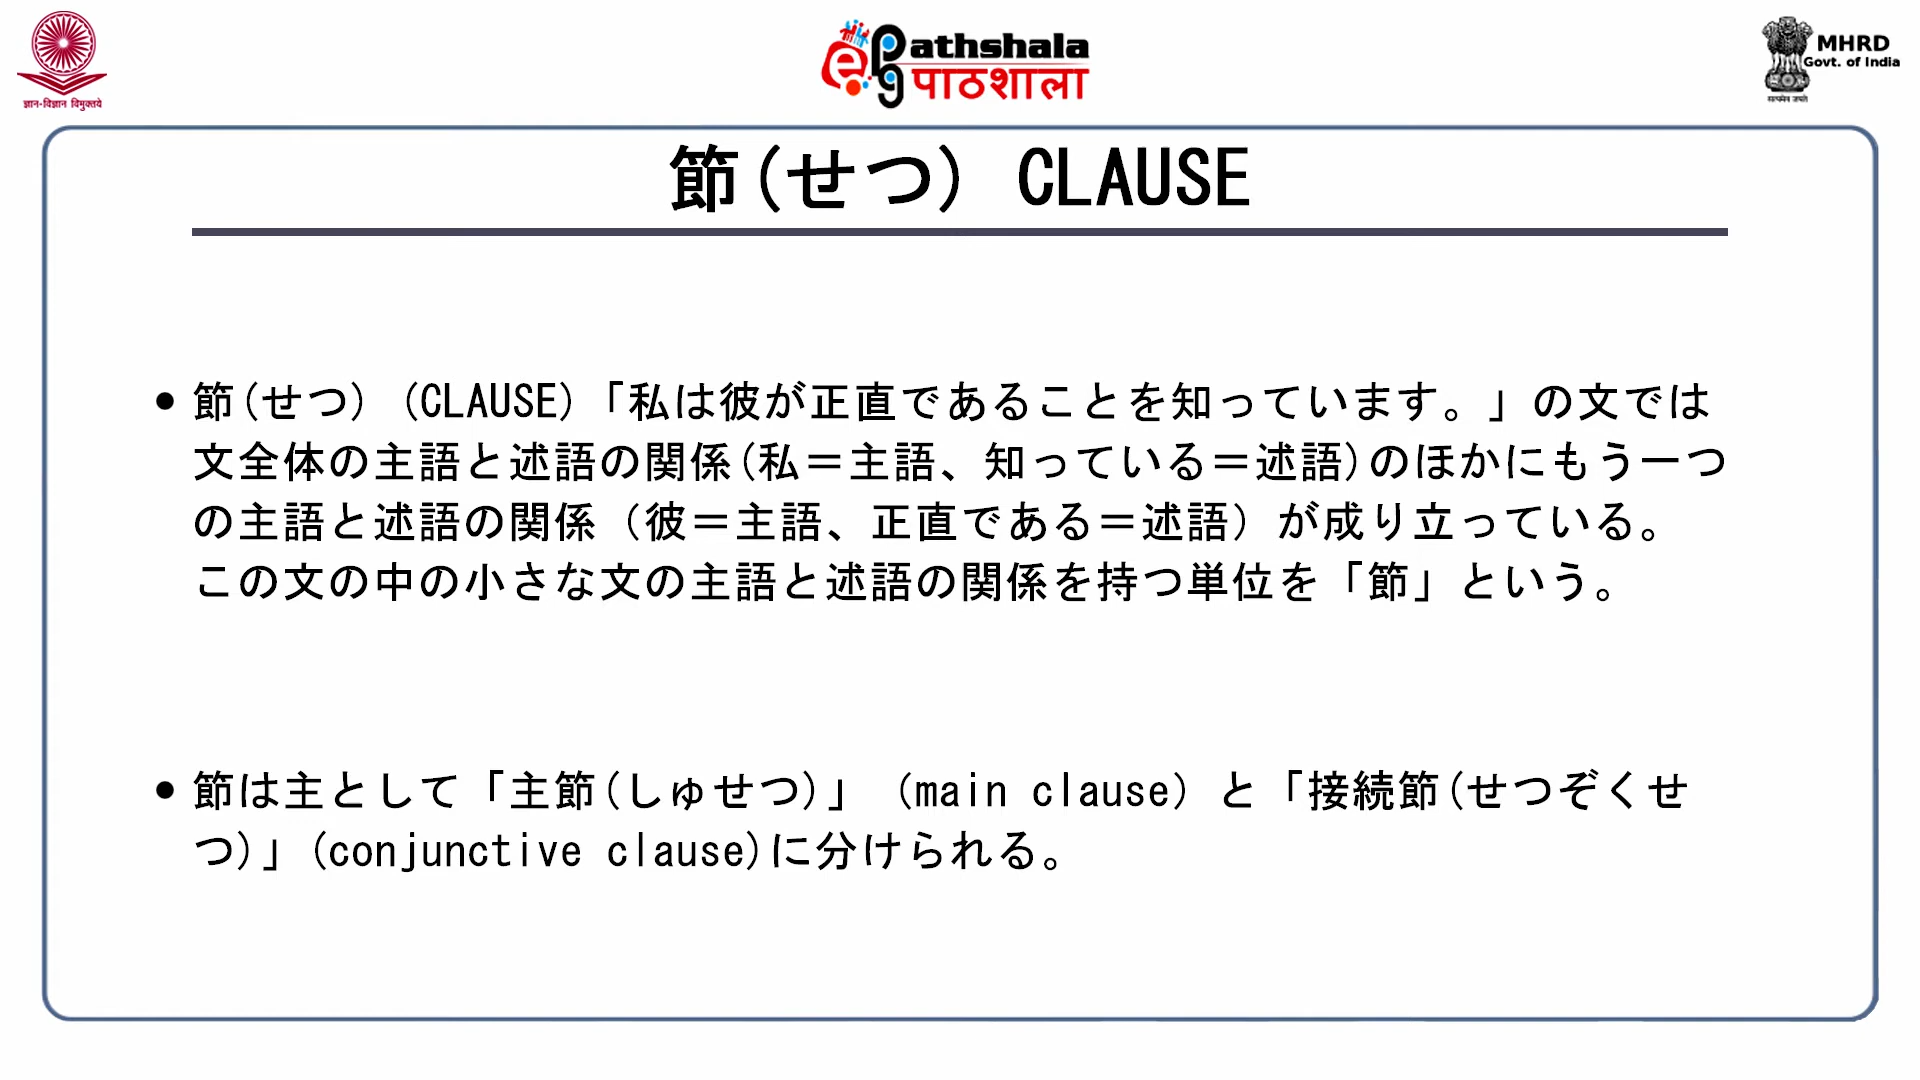 ज्ञान-विज्ञान विमुक्तये
e pg Pathshala
पाठशाला
MHRD
Govt. of India
सत्यमेव जयते
節(せつ) CLAUSE
• 節(せつ) (CLAUSE)「私は彼が正直であることを知っています。」の文では
文全体の主語と述語の関係(私＝主語、知っている＝述語)のほかにもう一つ
の主語と述語の関係（彼＝主語、正直である＝述語）が成り立っている。
この文の中の小さな文の主語と述語の関係を持つ単位を「節」という。
• 節は主として「主節(しゅせつ)」 (main clause) と「接続節(せつぞくせ
つ)」(conjunctive clause)に分けられる。